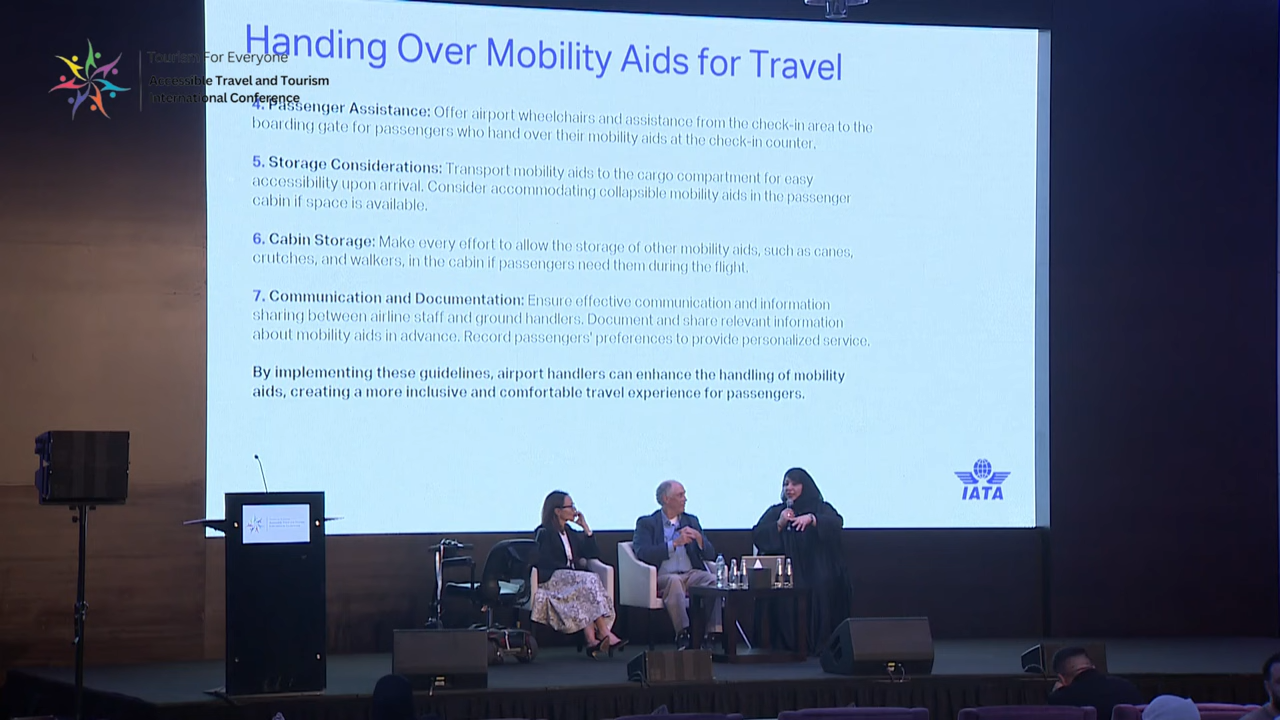 Handing Over Mobility Aids for Travel
Tourism For Everyone
Accessible Travel and Tourism
International Conference
4. Passenger Assistance: Offer airport wheelchairs and assistance from the check-in area to the
boarding gate for passengers who hand over their mobility aids at the check-in counter.
5. Storage Considerations: Transport mobility aids to the cargo compartment for easy
accessibility upon arrival. Consider accommodating collapsible mobility aids in the passenger
cabin if space is available.
6. Cabin Storage: Make every effort to allow the storage of other mobility aids, such as canes,
crutches, and walkers, in the cabin if passengers need them during the flight.
7. Communication and Documentation: Ensure effective communication and information
sharing between airline staff and ground handlers. Document and share relevant information
about mobility aids in advance. Record passengers' preferences to provide personalized service.
By implementing these guidelines, airport handlers can enhance the handling of mobility
aids, creating a more inclusive and comfortable travel experience for passengers.
IATA